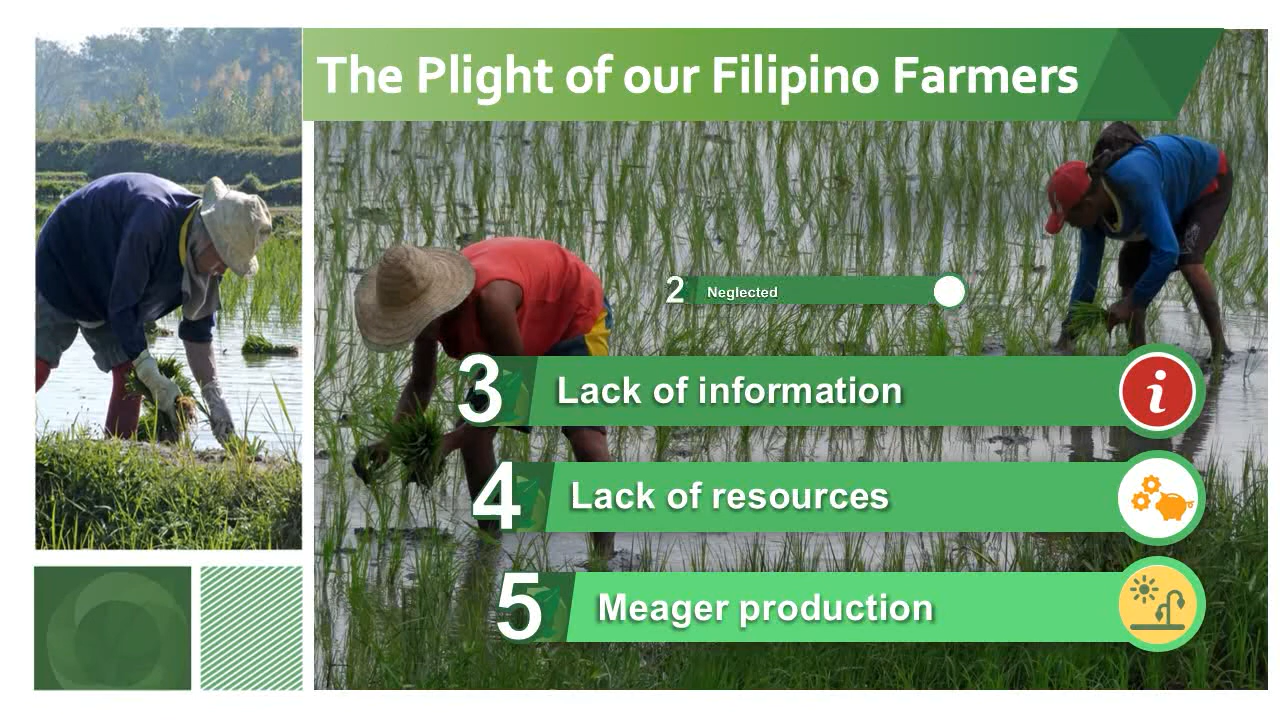 The Plight of our Filipino Farmers
2 Neglected
3 Lack of information
i
4 Lack of resources
5 Meager production